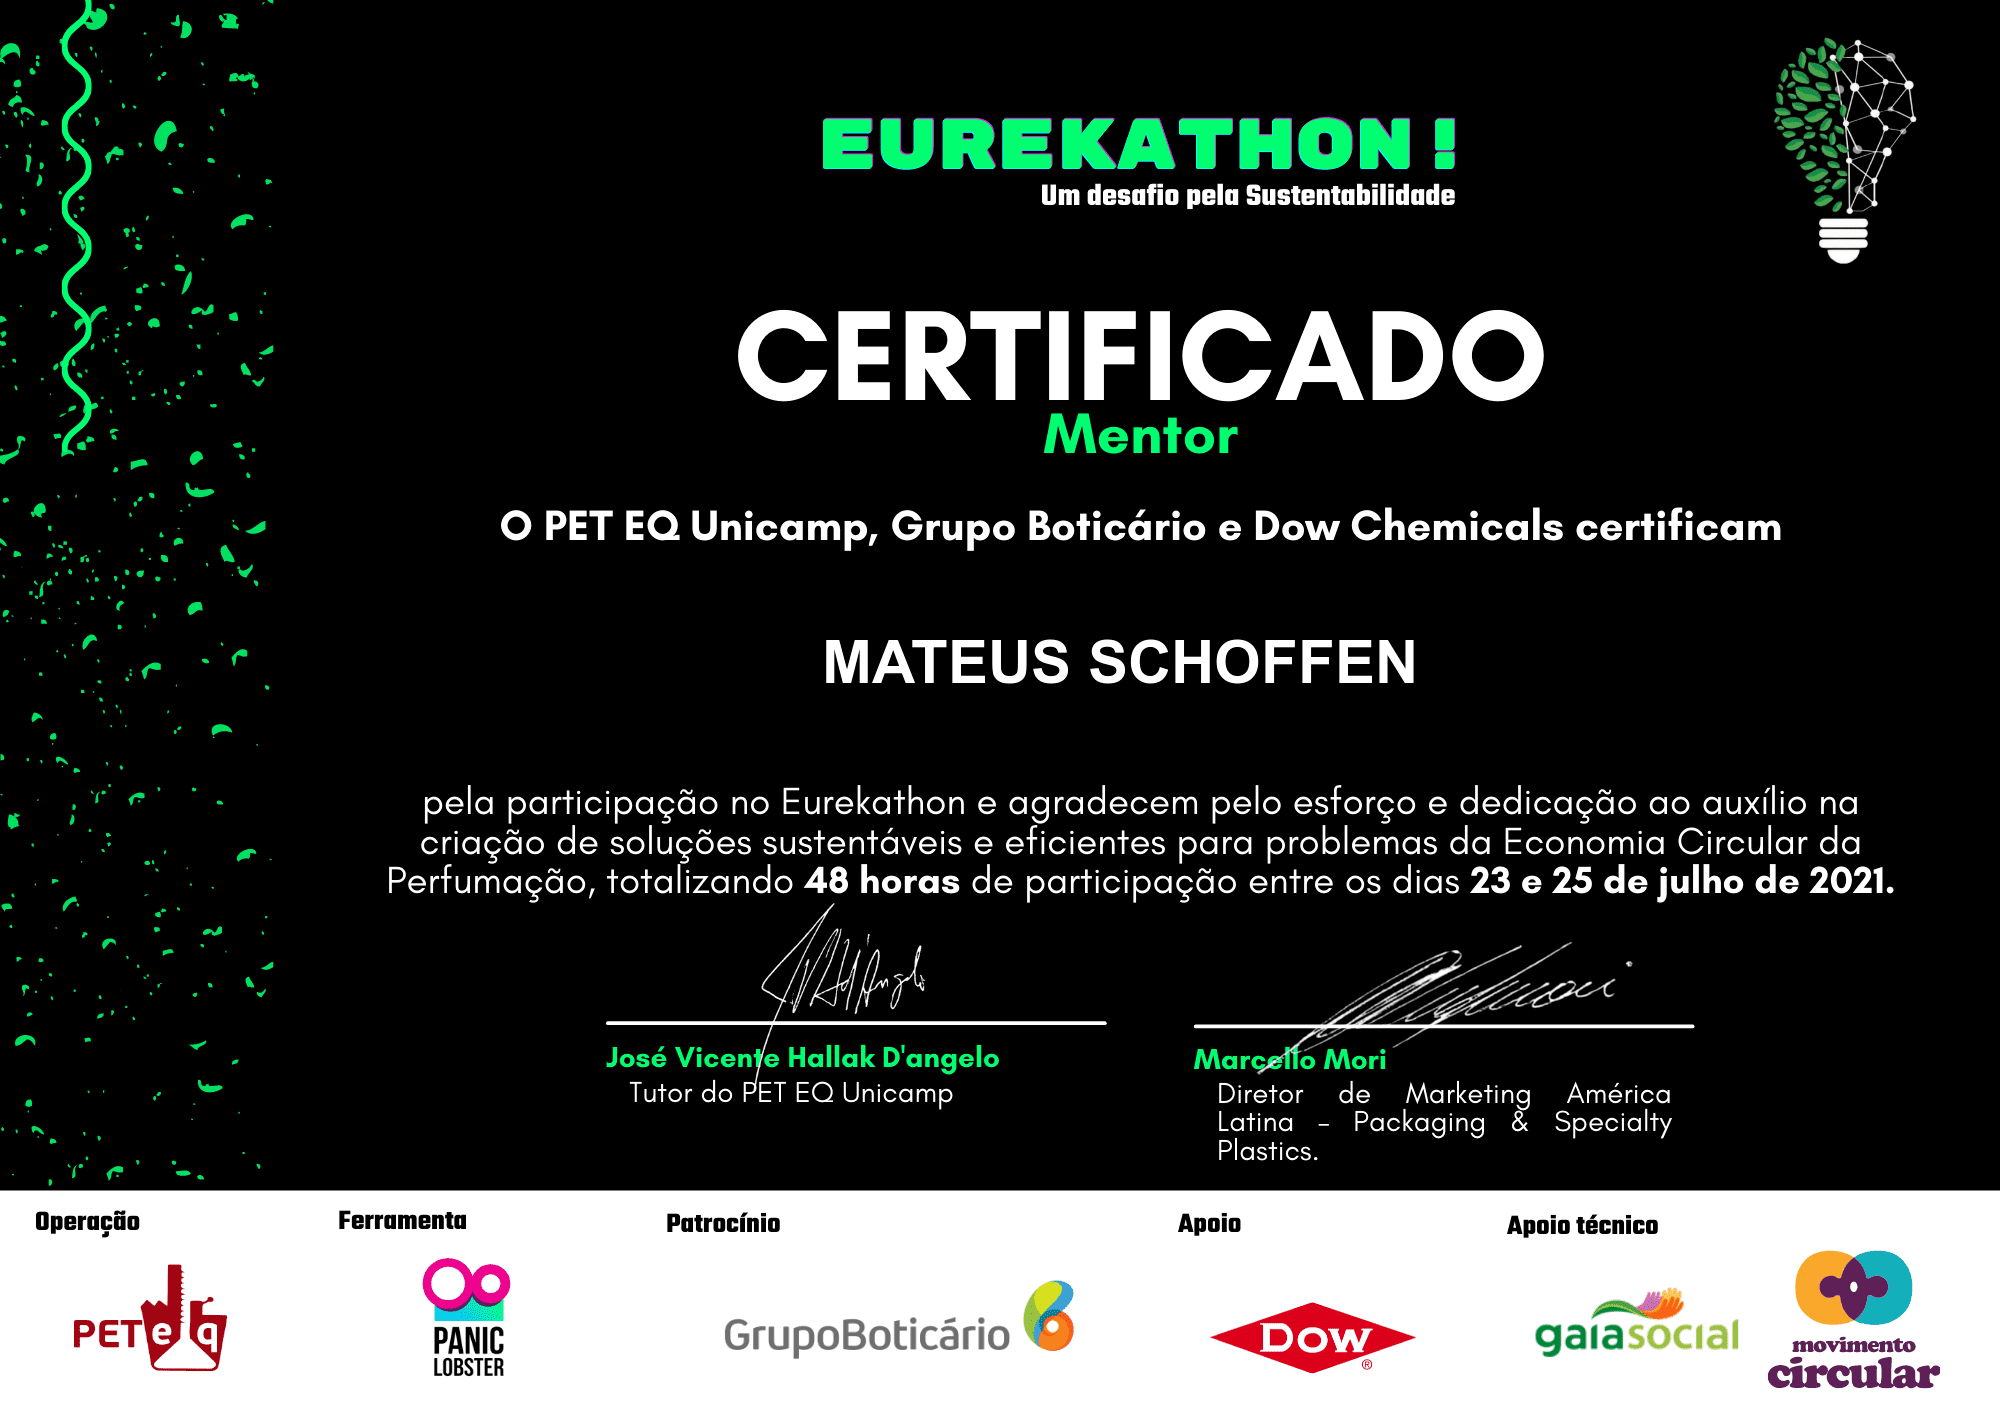 EUREKATHON !
Um desafio pela Sustentabilidade
CERTIFICADO
Mentor
O PET EQ Unicamp, Grupo Boticário e Dow Chemicals certificam
MATEUS SCHOFFEN
pela participação no Eurekathon e agradecem pelo esforço e dedicação ao auxílio na
criação de soluções sustentáveis e eficientes para problemas da Economia Circular da
Perfumação, totalizando 48 horas de participação entre os dias 23 e 25 de julho de 2021.
José Vicente Hallak D'angelo
Tutor do PET EQ Unicamp
Marcello Mori
Diretor de Marketing América
Latina - Packaging & Specialty
Plastics.
Operação
PET eq
Ferramenta
PANIC
LOBSTER
Patrocínio
GrupoBoticário
Apoio
DOW
®
Apoio técnico
gaiasocial
movimento
circular